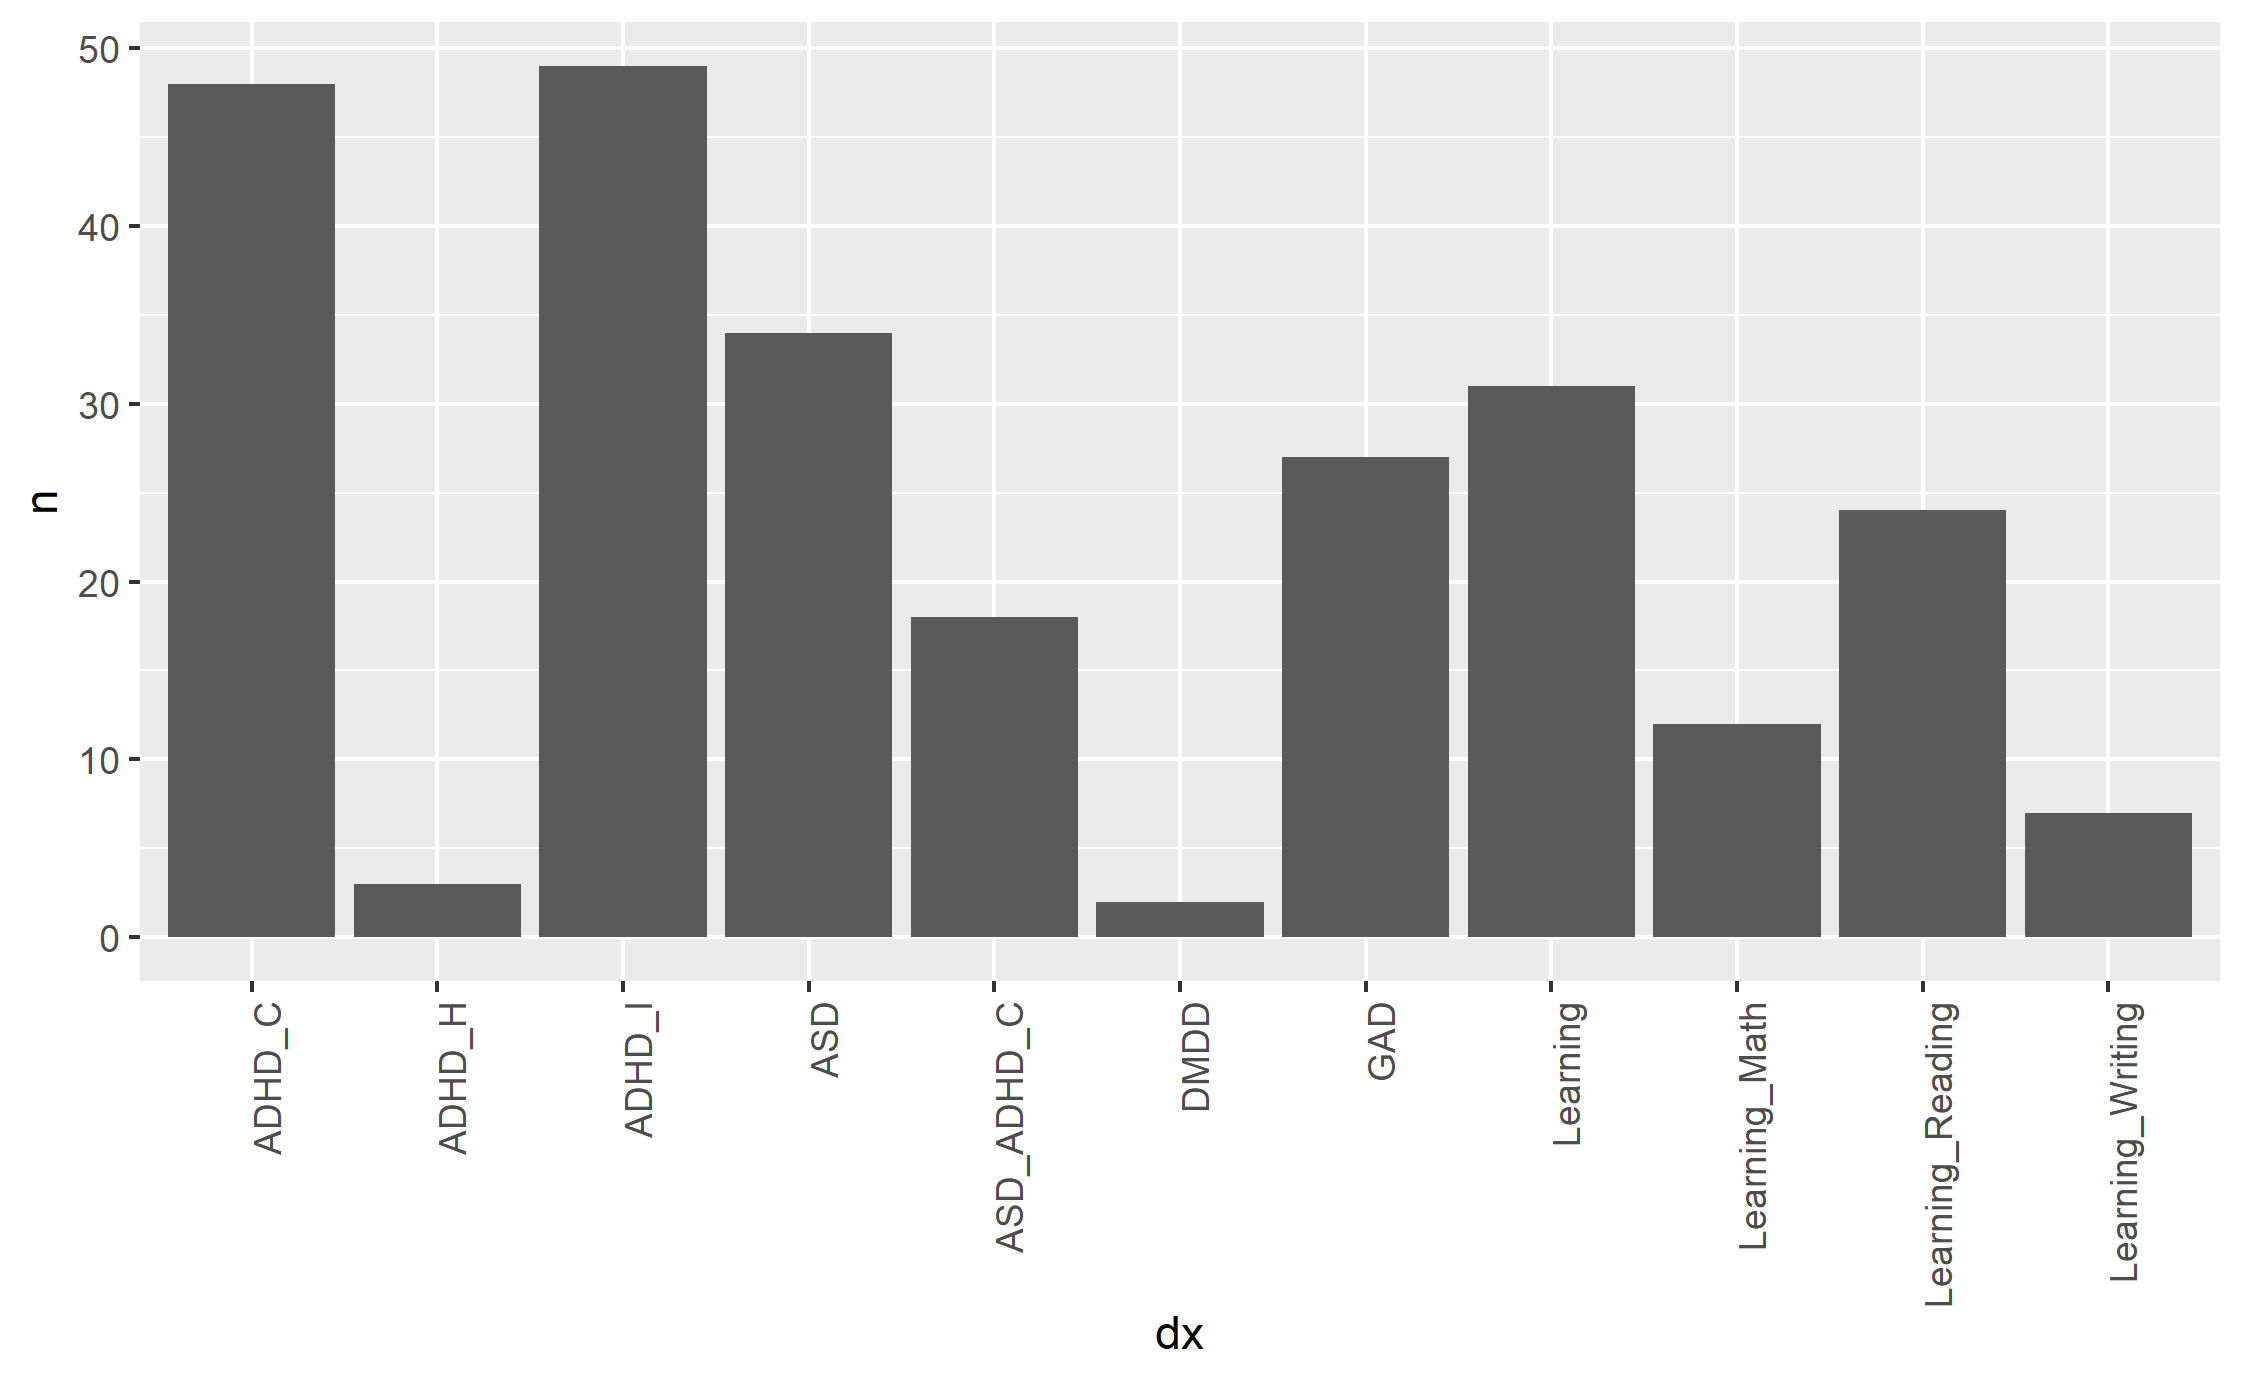 50
40
30
20
10
0
n
ADHD_C
ADHD_H
ADHD_I
ASD
ASD_ADHD_C
DMDD
GAD
Learning
Learning_Math
Learning_Reading
Learning_Writing
dx